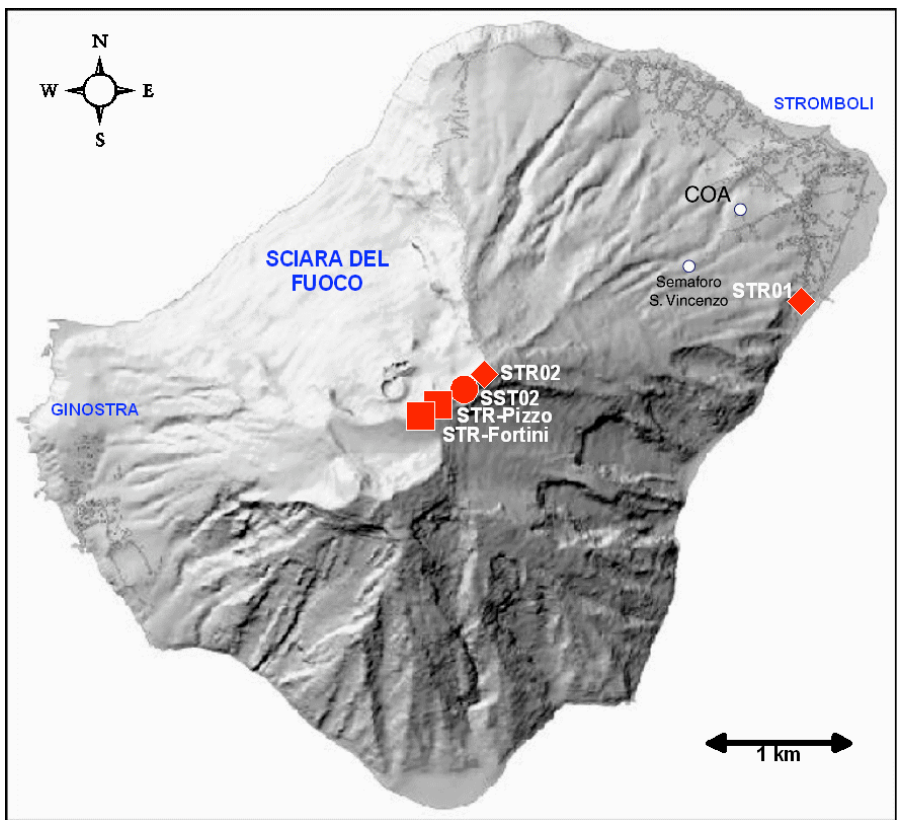 N
W E
S
STROMBOLI
COA
SCIARA DEL
FUOCO
Semaforo
S. Vincenzo
STR01
STR02
SST02
GINOSTRA
STR-Pizzo
STR-Fortini
1 km